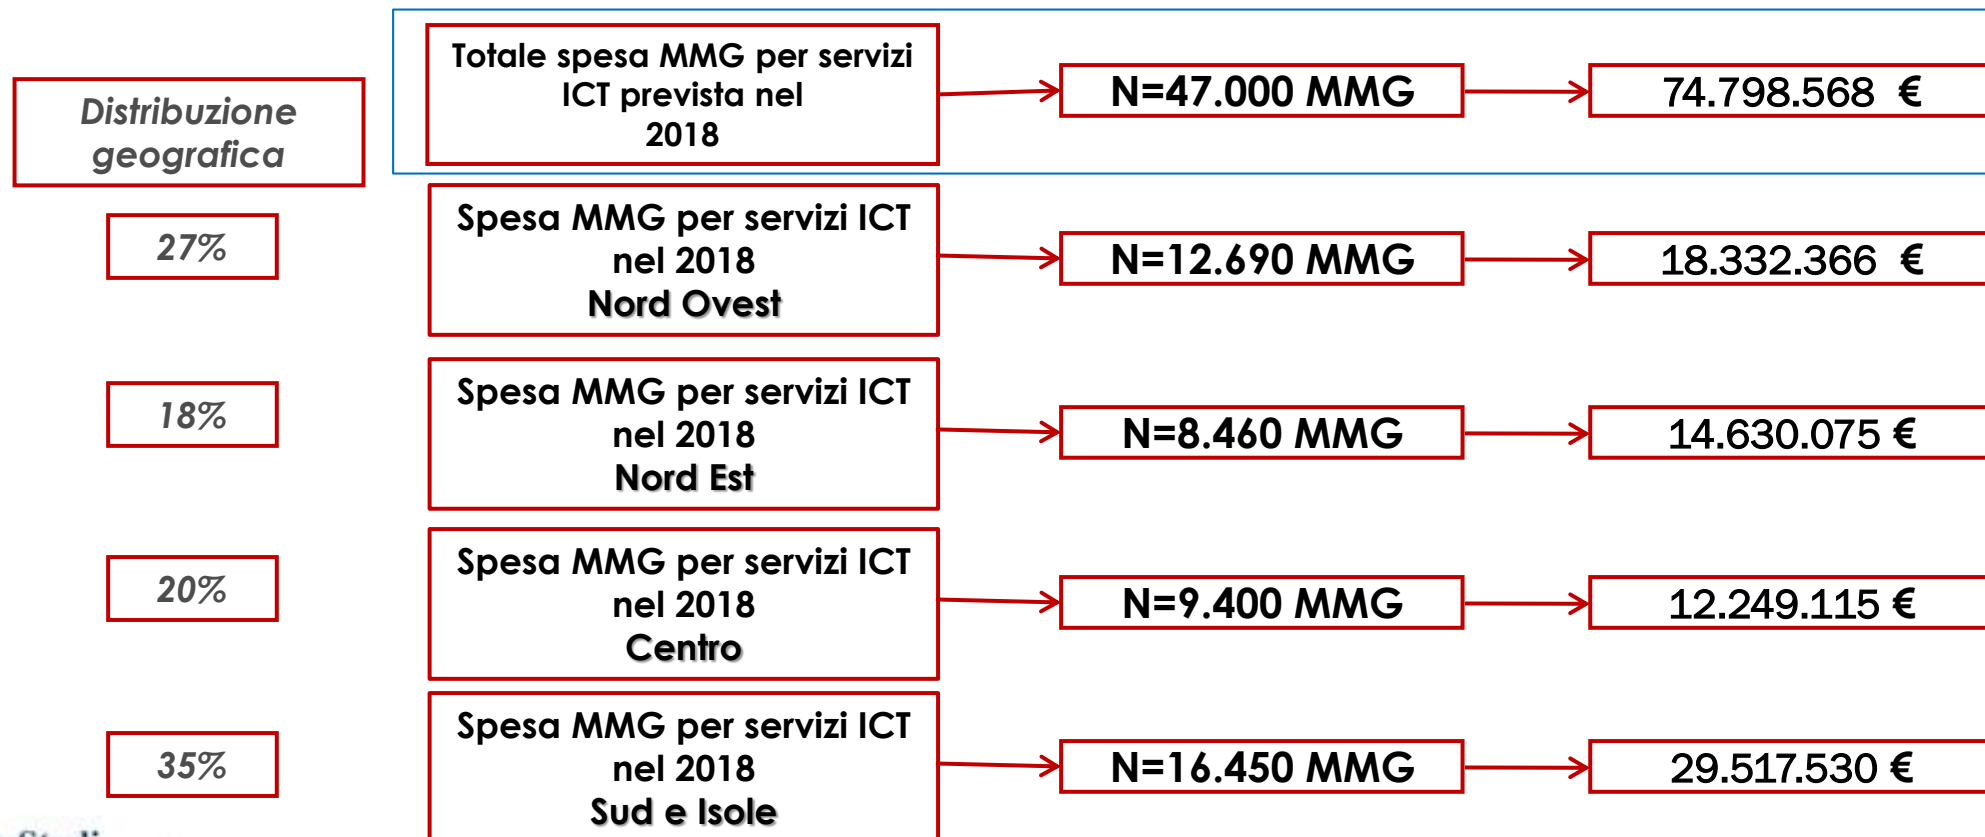 Totale spesa MMG per servizi
ICT prevista nel
2018
N=47.000 MMG
74.798.568 €
Distribuzione
geografica
27%
Spesa MMG per servizi ICT
nel 2018
Nord Ovest
N=12.690 MMG
18.332.366 €
18%
Spesa MMG per servizi ICT
nel 2018
Nord Est
N=8.460 MMG
14.630.075 €
20%
Spesa MMG per servizi ICT
nel 2018
Centro
N=9.400 MMG
12.249.115 €
35%
Spesa MMG per servizi ICT
nel 2018
Sud e Isole
N=16.450 MMG
29.517.530 €